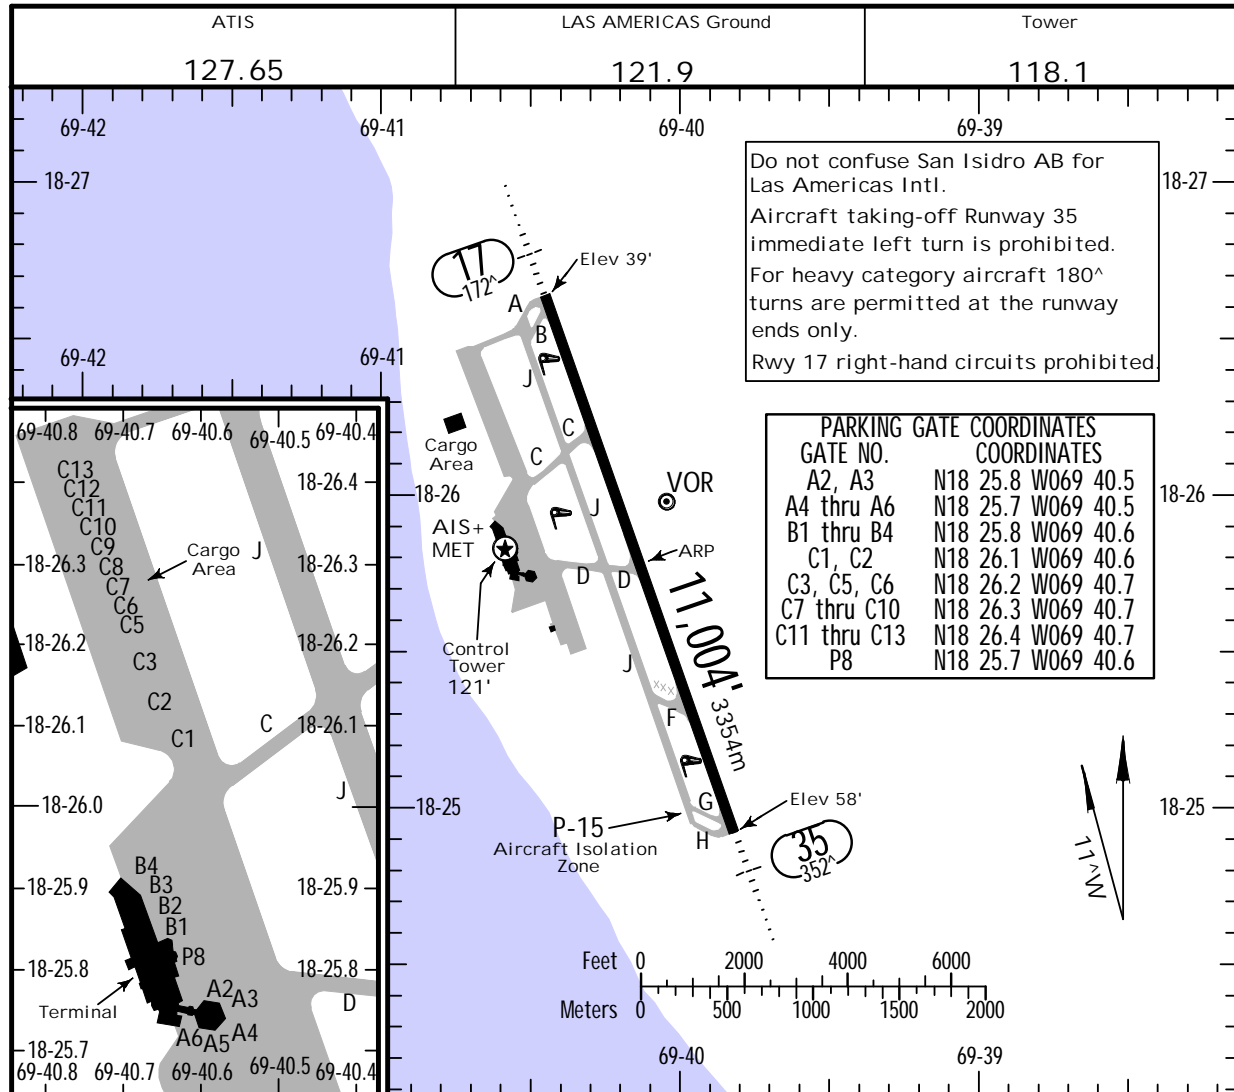 ATIS
127.65
LAS AMERICAS Ground
121.9
Tower
118.1
69-42
69-41
69-40
69-39
18-27
18-27
Do not confuse San Isidro AB for
Las Americas Intl.
Aircraft taking-off Runway 35
immediate left turn is prohibited.
For heavy category aircraft 180^
turns are permitted at the runway
ends only.
Rwy 17 right-hand circuits prohibited.
17
172^
Elev 39'
A
B
J
C
C
J
Cargo
Area
18-26
18-26
VOR
AIS+
MET
ARP
D
D
Control
Tower
121'
11,004'
3354m
J
xxx
F
G
H
18-25
18-25
P-15
Aircraft Isolation
Zone
Elev 58'
35
352^
11^W
PARKING GATE COORDINATES
GATE NO. COORDINATES
A2, A3 N18 25.8 W069 40.5
A4 thru A6 N18 25.7 W069 40.5
B1 thru B4 N18 25.8 W069 40.6
C1, C2 N18 26.1 W069 40.6
C3, C5, C6 N18 26.2 W069 40.7
C7 thru C10 N18 26.3 W069 40.7
C11 thru C13 N18 26.4 W069 40.7
P8 N18 25.7 W069 40.6
Feet 0 2000 4000 6000
Meters 0 500 1000 1500 2000
69-40
69-39
69-42
69-41
69-40.8
69-40.7
69-40.6
69-40.5
69-40.4
C13
C12
C11
C10
C9
C8
C7
C6
C5
C3
C2
C1
Cargo
Area
J
C
J
18-26.4
18-26.3
18-26.3
18-26.2
18-26.2
18-26.1
18-26.1
18-26.0
18-25.9
18-25.9
18-25.8
18-25.8
18-25.7
B4
B3
B2
B1
P8
A2
A3
A4
A5
A6
Terminal
D
69-40.8
69-40.7
69-40.6
69-40.5
69-40.4